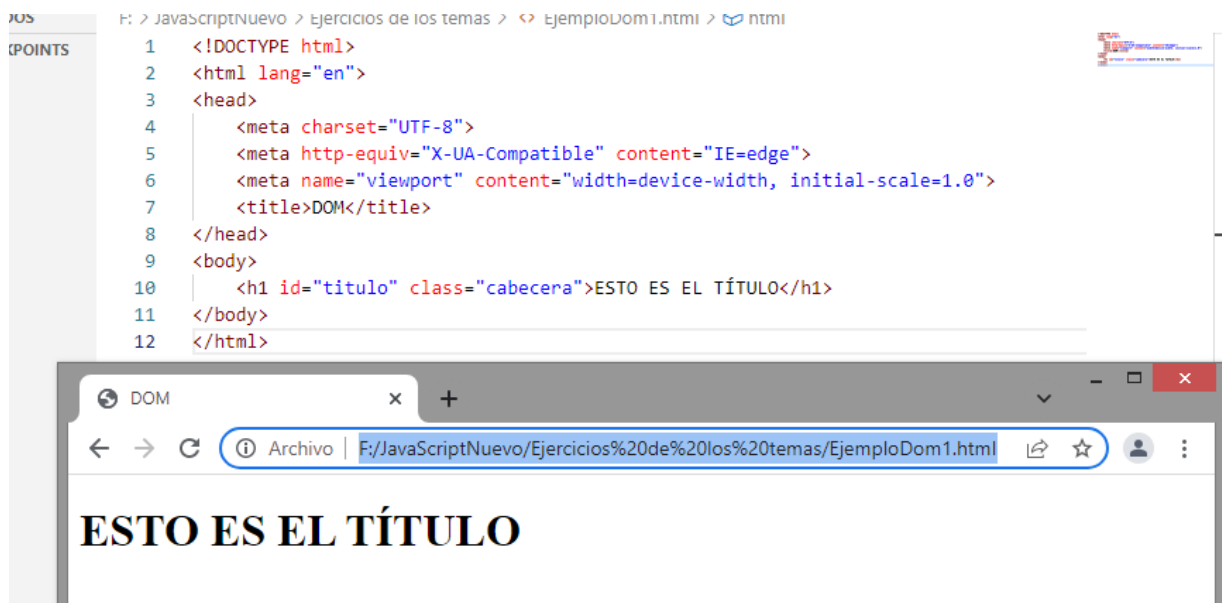 F: > JavaScriptNuevo > Ejercicios de los temas > <> EjemploDom1.html > html
KPOINTS
1 <!DOCTYPE html>
2 <html lang="en">
3 <head>
4     <meta charset="UTF-8">
5     <meta http-equiv="X-UA-Compatible" content="IE=edge">
6     <meta name="viewport" content="width=device-width, initial-scale=1.0">
7     <title>DOM</title>
8 </head>
9 <body>
10     <h1 id="titulo" class="cabecera">ESTO ES EL TÍTULO</h1>
11 </body>
12 </html>
DOM
Archivo | F:/JavaScriptNuevo/Ejercicios%20de%20los%20temas/EjemploDom1.html
ESTO ES EL TÍTULO